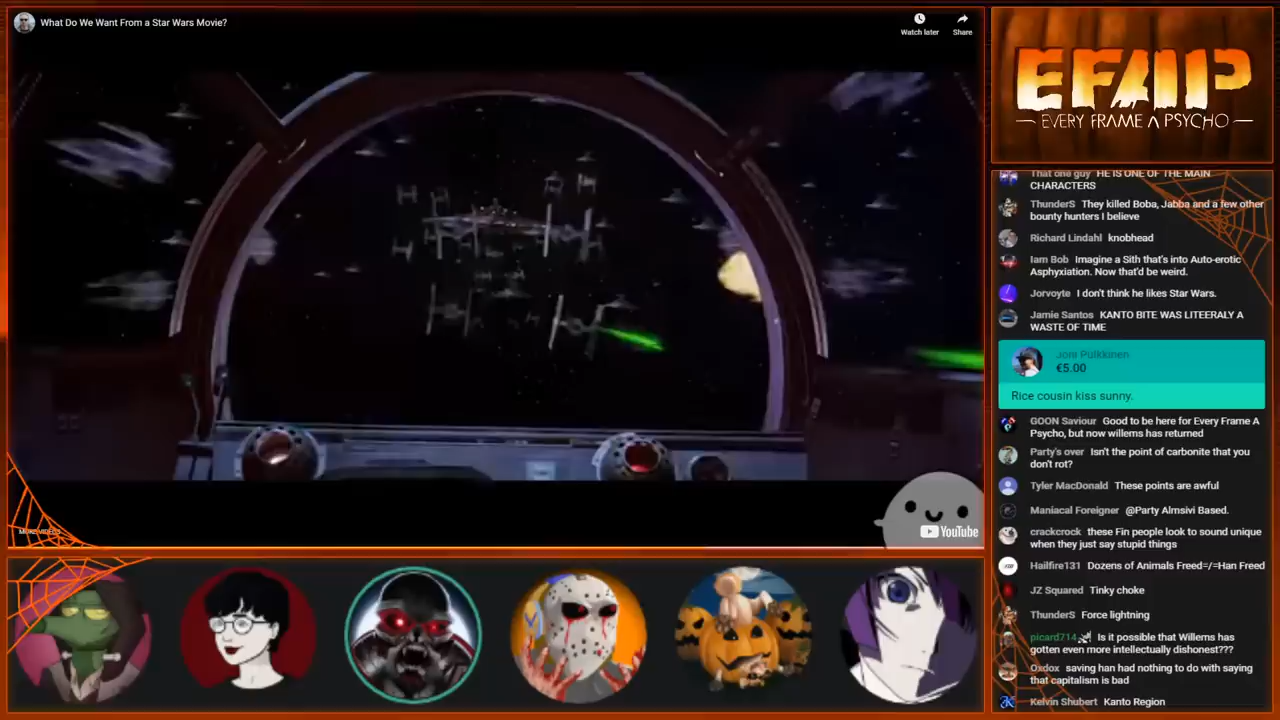 What Do We Want From a Star Wars Movie?
Watch later
Share
EFAP
EVERY FRAME A PSYCHO
That one guy HE IS ONE OF THE MAIN
CHARACTERS
ThunderS They killed Boba, Jabba and a few other
bounty hunters I believe
Richard Lindahl knobhead
Iam Bob Imagine a Sith that's into Auto-erotic
Asphyxiation. Now that'd be weird.
Jorvoyte I don't think he likes Star Wars.
Jamie Santos KANTO BITE WAS LITEERALY A
WASTE OF TIME
Joni Pulkkinen
€5.00
Rice cousin kiss sunny.
GOON Saviour Good to be here for Every Frame A
Psycho, but now willems has returned
Party's over Isn't the point of carbonite that you
don't rot?
Tyler MacDonald These points are awful
Maniacal Foreigner @Party Almsivi Based.
crackcrock these Fin people look to sound unique
when they just say stupid things
Hailfire131 Dozens of Animals Freed=/=Han Freed
JZ Squared Tinky choke
ThunderS Force lightning
picard714 Is it possible that Willems has
gotten even more intellectually dishonest???
Oxdox saving han had nothing to do with saying
that capitalism is bad
Kelvin Shubert Kanto Region
MORE VIDEOS
YouTube